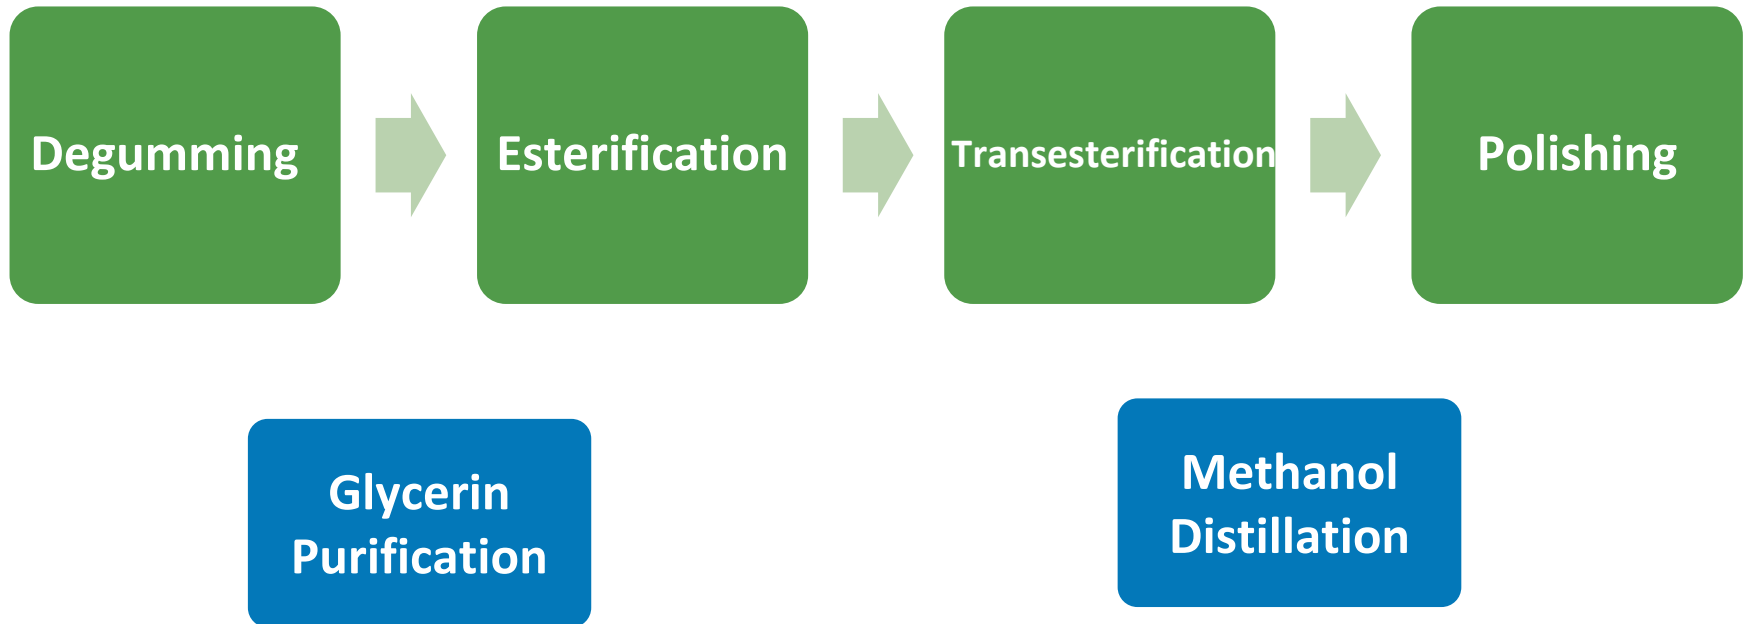 Degumming
Esterification
Transesterification
Polishing
Glycerin
Purification
Methanol
Distillation